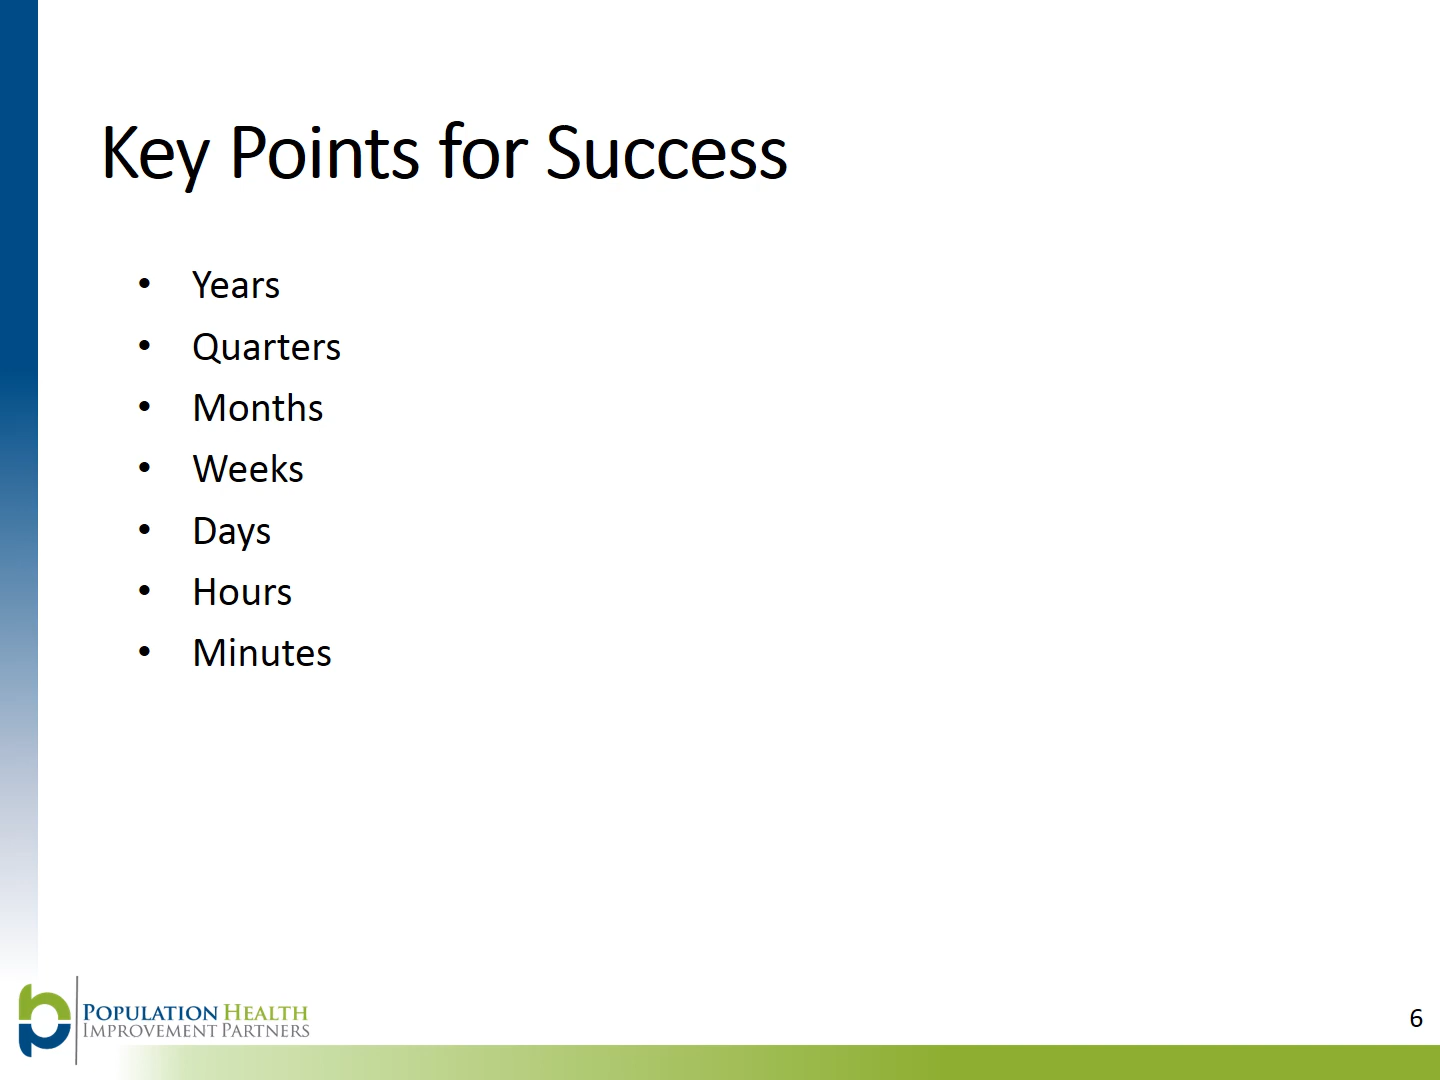 Key Points for Success
• Years
• Quarters
• Months
• Weeks
• Days
• Hours
• Minutes
POPULATION HEALTH
IMPROVEMENT PARTNERS
6